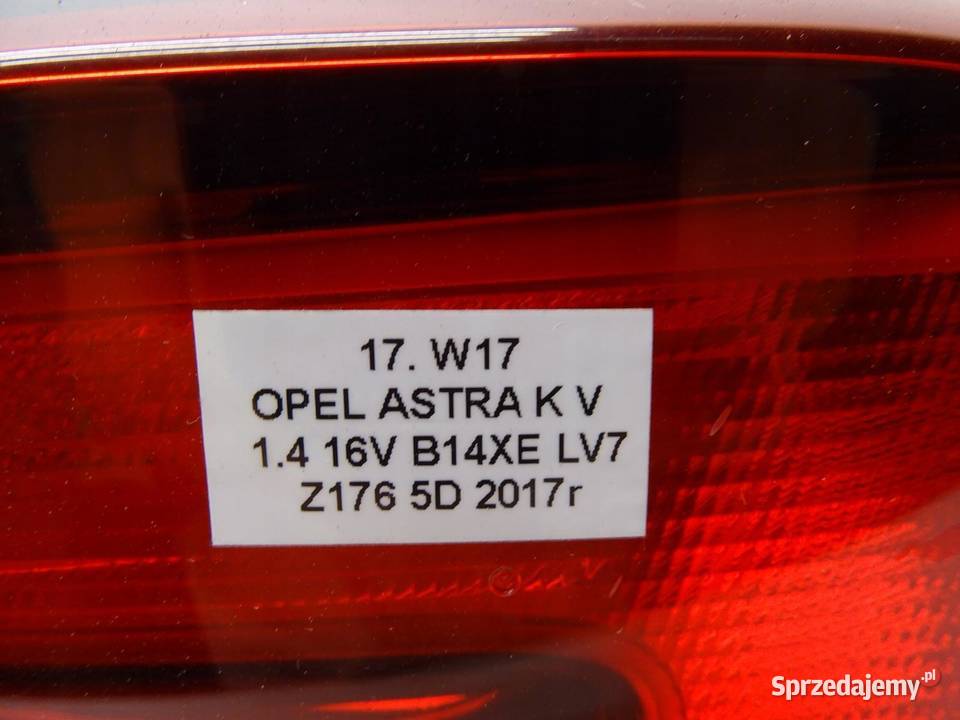 17. W17
OPEL ASTRA K V
1.4 16V B14XE LV7
Z176 5D 2017r
Sprzedajemy.pl